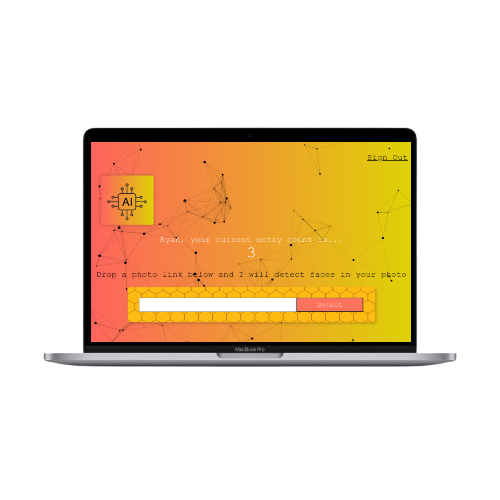 Sign Out
AI
Ryan, your current entry count is...
3
Drop a photo link below and I will detect faces in your photo
Detect
MacBook Pro